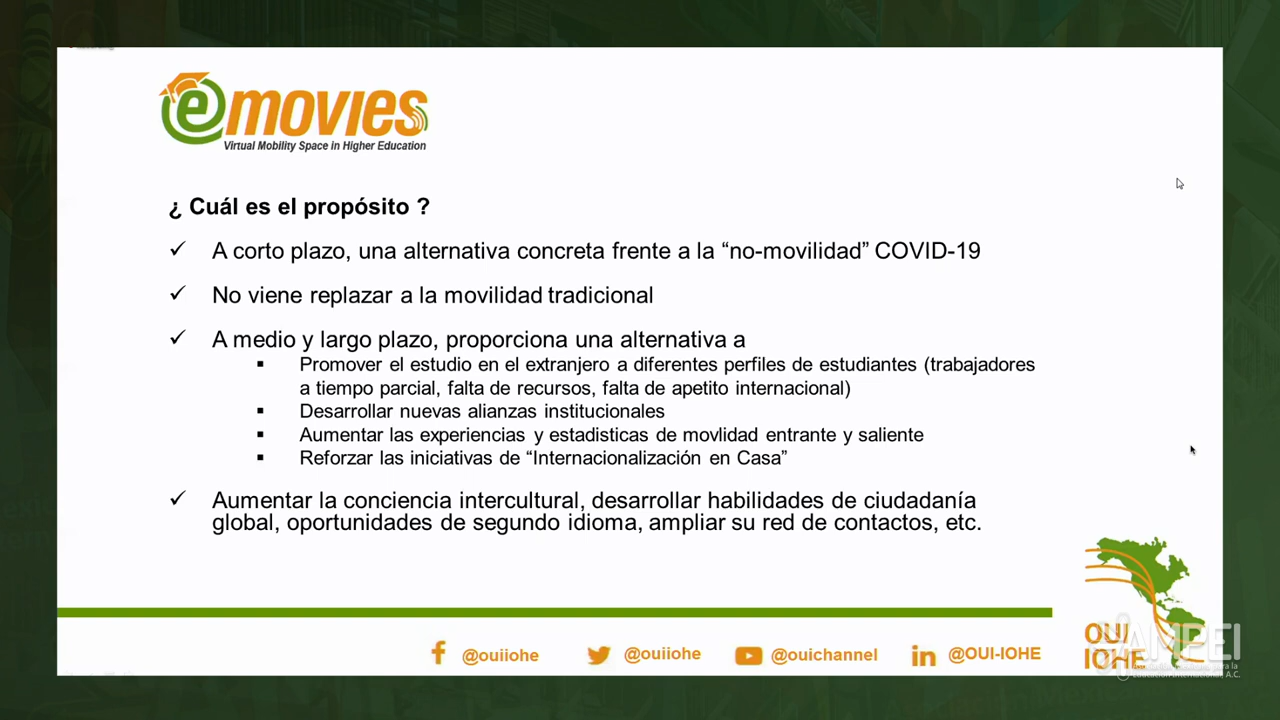 emovies
Virtual Mobility Space in Higher Education
¿ Cuál es el propósito ?
✓ A corto plazo, una alternativa concreta frente a la “no-movilidad” COVID-19
✓ No viene replazar a la movilidad tradicional
✓ A medio y largo plazo, proporciona una alternativa a
▪ Promover el estudio en el extranjero a diferentes perfiles de estudiantes (trabajadores
a tiempo parcial, falta de recursos, falta de apetito internacional)
▪ Desarrollar nuevas alianzas institucionales
▪ Aumentar las experiencias y estadisticas de movlidad entrante y saliente
▪ Reforzar las iniciativas de “Internacionalización en Casa”
✓ Aumentar la conciencia intercultural, desarrollar habilidades de ciudadanía
global, oportunidades de segundo idioma, ampliar su red de contactos, etc.
@ouiiohe @ouiiohe @ouichannel @OUI-IOHE
OUI
IOHE
AMPEI
Educación Internacional, A.C.